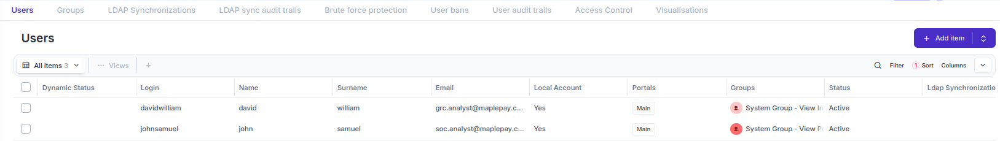 Users Groups LDAP Synchronizations LDAP sync audit trails Brute force protection User bans User audit trails Access Control Visualisations
Users
+ Add item
All items 3 ··· Views +
Filter 1 Sort Columns
Dynamic Status Login Name Surname Email Local Account Portals Groups Status Ldap Synchronizatio
davidwilliam david william grc.analyst@maplepay.c... Yes Main System Group - View In Active
johnsamuel john samuel soc.analyst@maplepay.c... Yes Main System Group - View Po Active